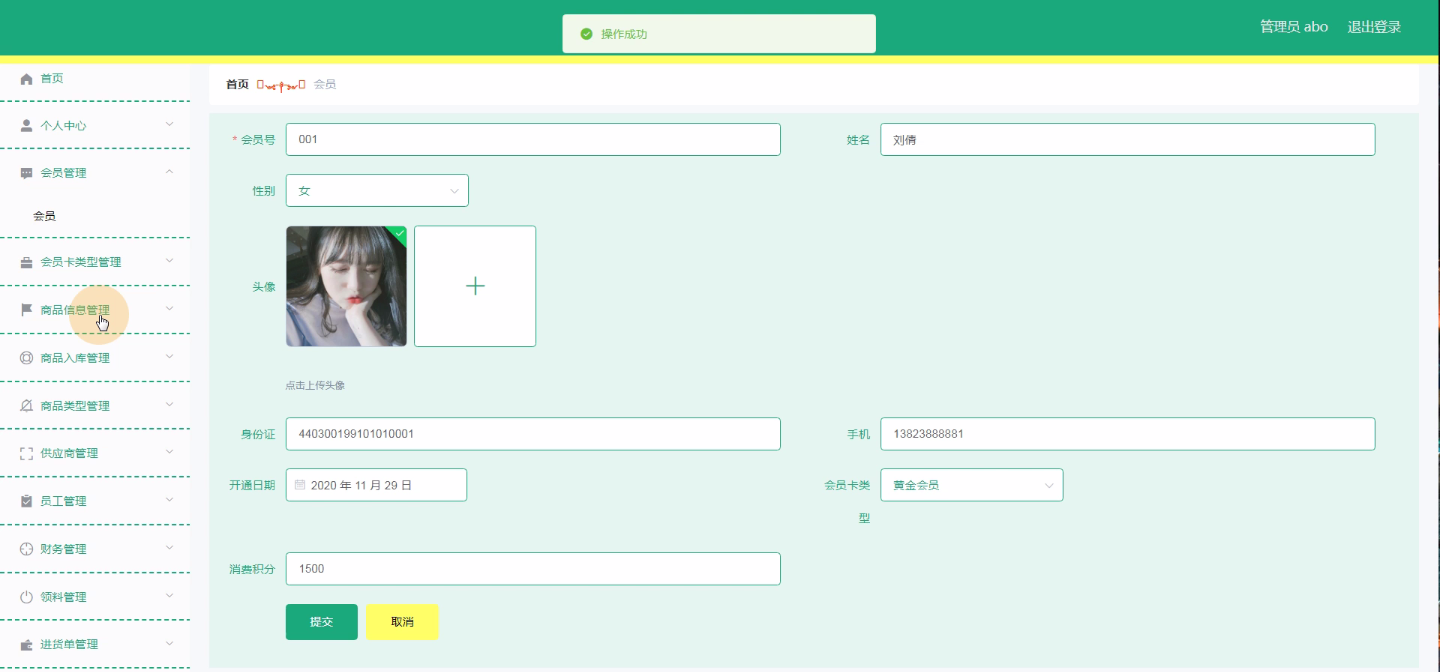 操作成功
管理员 abo 退出登录
首页
个人中心
会员管理
会员
会员卡类型管理
商品信息管理
商品入库管理
商品类型管理
供应商管理
员工管理
财务管理
领料管理
进货单管理
首页 会员
* 会员号 001 姓名 刘倩
性别 女
头像
点击上传头像
身份证 440300199101010001 手机 13823888881
开通日期 2020 年 11 月 29 日 会员卡类 黄金会员
型
消费积分 1500
提交 取消